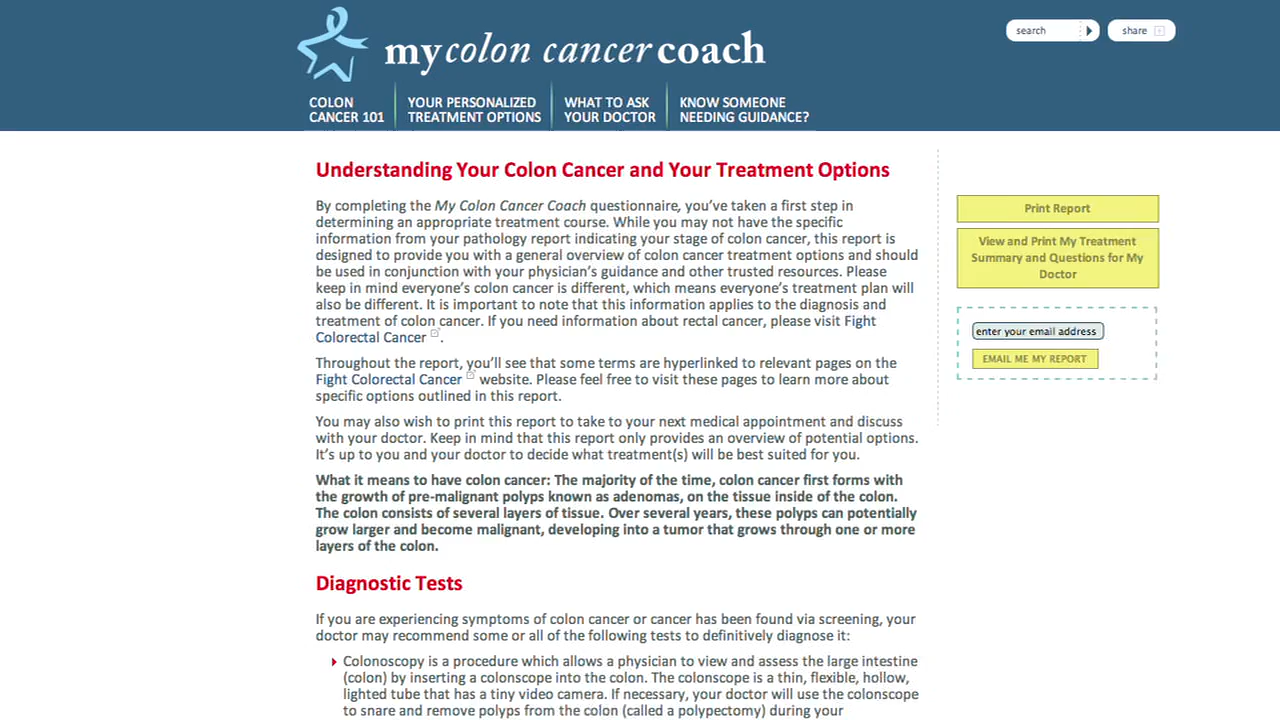 my colon cancer coach
search
share
COLON
CANCER 101
YOUR PERSONALIZED
TREATMENT OPTIONS
WHAT TO ASK
YOUR DOCTOR
KNOW SOMEONE
NEEDING GUIDANCE?
Understanding Your Colon Cancer and Your Treatment Options
By completing the My Colon Cancer Coach questionnaire, you've taken a first step in
determining an appropriate treatment course. While you may not have the specific
information from your pathology report indicating your stage of colon cancer, this report is
designed to provide you with a general overview of colon cancer treatment options and should
be used in conjunction with your physician's guidance and other trusted resources. Please
keep in mind everyone's colon cancer is different, which means everyone's treatment plan will
also be different. It is important to note that this information applies to the diagnosis and
treatment of colon cancer. If you need information about rectal cancer, please visit Fight
Colorectal Cancer.
Throughout the report, you'll see that some terms are hyperlinked to relevant pages on the
Fight Colorectal Cancer website. Please feel free to visit these pages to learn more about
specific options outlined in this report.
You may also wish to print this report to take to your next medical appointment and discuss
with your doctor. Keep in mind that this report only provides an overview of potential options.
It's up to you and your doctor to decide what treatment(s) will be best suited for you.
What it means to have colon cancer: The majority of the time, colon cancer first forms with
the growth of pre-malignant polyps known as adenomas, on the tissue inside of the colon.
The colon consists of several layers of tissue. Over several years, these polyps can potentially
grow larger and become malignant, developing into a tumor that grows through one or more
layers of the colon.
Diagnostic Tests
If you are experiencing symptoms of colon cancer or cancer has been found via screening, your
doctor may recommend some or all of the following tests to definitively diagnose it:
Colonoscopy is a procedure which allows a physician to view and assess the large intestine
(colon) by inserting a colonscope into the colon. The colonscope is a thin, flexible, hollow,
lighted tube that has a tiny video camera. If necessary, your doctor will use the colonscope
to snare and remove polyps from the colon (called a polypectomy) during your
Print Report
View and Print My Treatment
Summary and Questions for My
Doctor
enter your email address
EMAIL ME MY REPORT